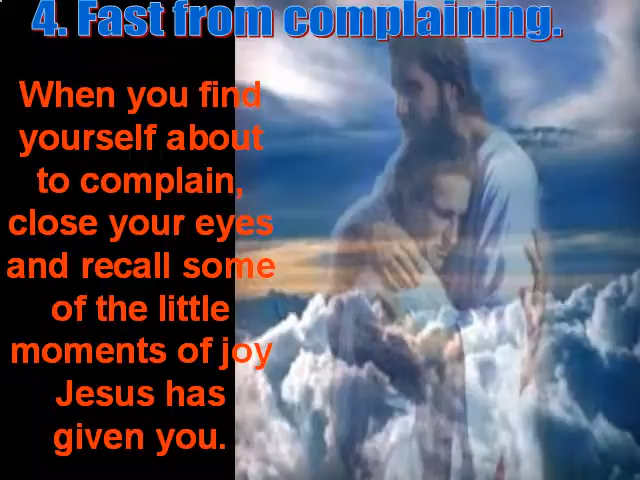 4. Fast from complaining.
When you find
yourself about
to complain,
close your eyes
and recall some
of the little
moments of joy
Jesus has
given you.